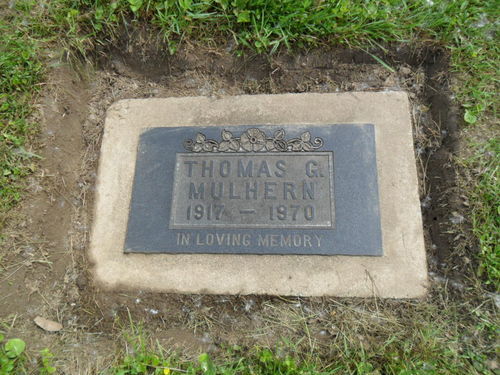 THOMAS G.
MULHERN
1917 – 1970
IN LOVING MEMORY